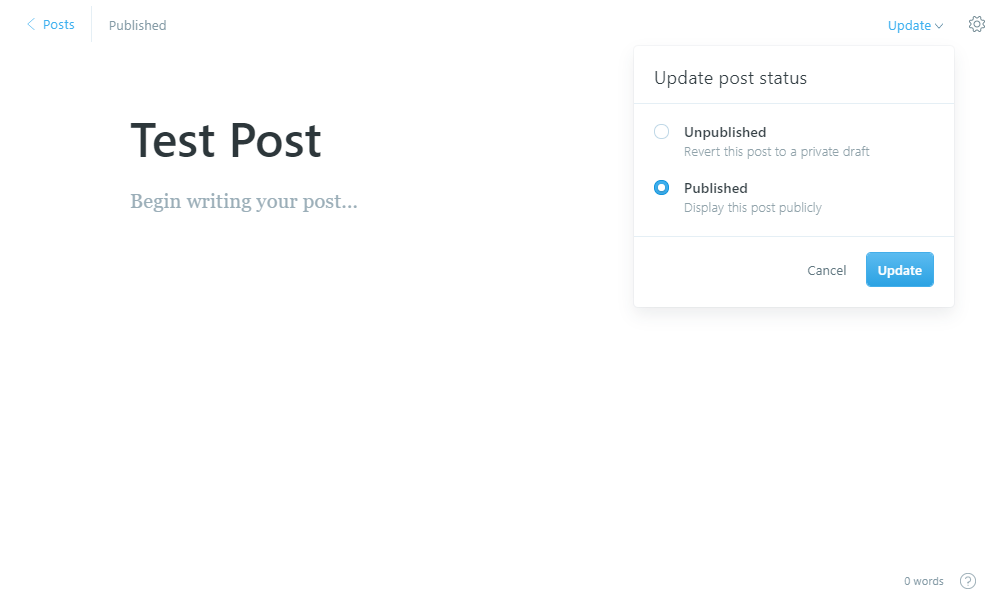 Posts
Published
Update
Update post status
Unpublished
Revert this post to a private draft
Published
Display this post publicly
Cancel
Update
Test Post
Begin writing your post...
0 words
?